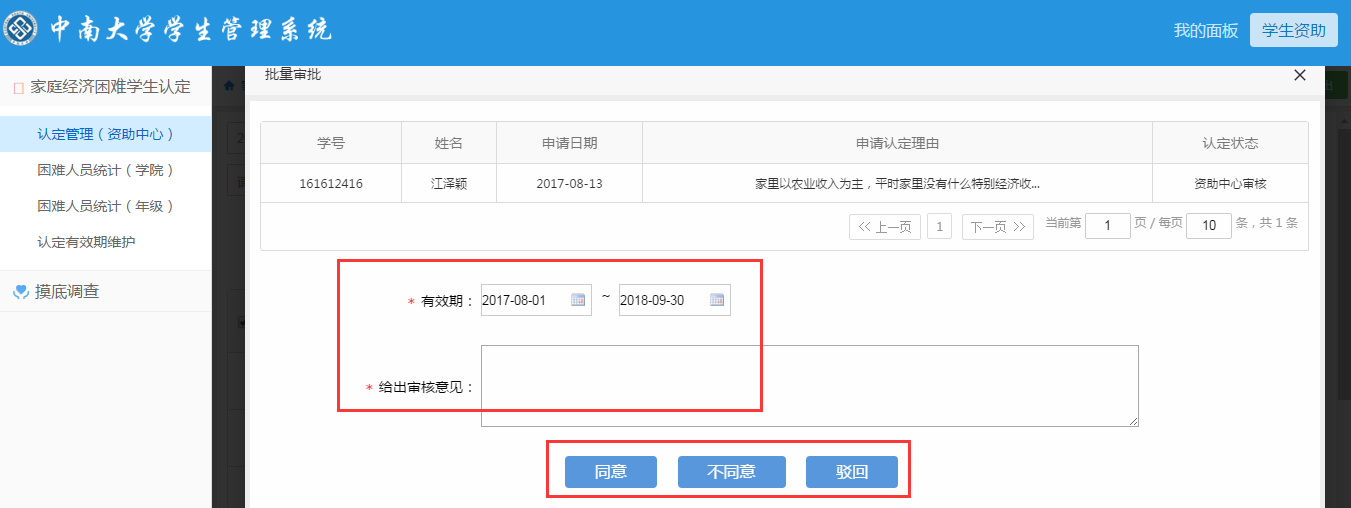 中南大学学生管理系统
我的面板 学生资助
家庭经济困难学生认定
认定管理（资助中心）
困难人员统计（学院）
困难人员统计（年级）
认定有效期维护
摸底调查
批量审批
学号 姓名 申请日期 申请认定理由 认定状态
161612416 江泽颖 2017-08-13 家里以农业收入为主，平时家里没有什么特别经济收... 资助中心审核
上一页 1 下一页 当前第 1 页 / 每页 10 条，共 1 条
* 有效期： 2017-08-01 ~ 2018-09-30
* 给出审核意见：
同意 不同意 驳回